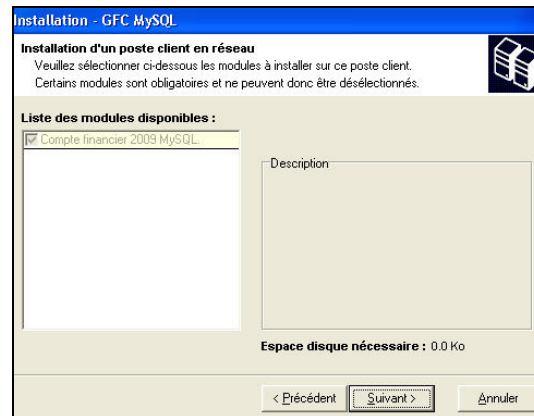 Installation - GFC MySQL
Installation d'un poste client en réseau
Veuillez sélectionner ci-dessous les modules à installer sur ce poste client.
Certains modules sont obligatoires et ne peuvent donc être désélectionnés.
Liste des modules disponibles :
Compte financier 2009 MySQL.
Description
Espace disque nécessaire : 0.0 Ko
< Précédent
Suivant >
Annuler